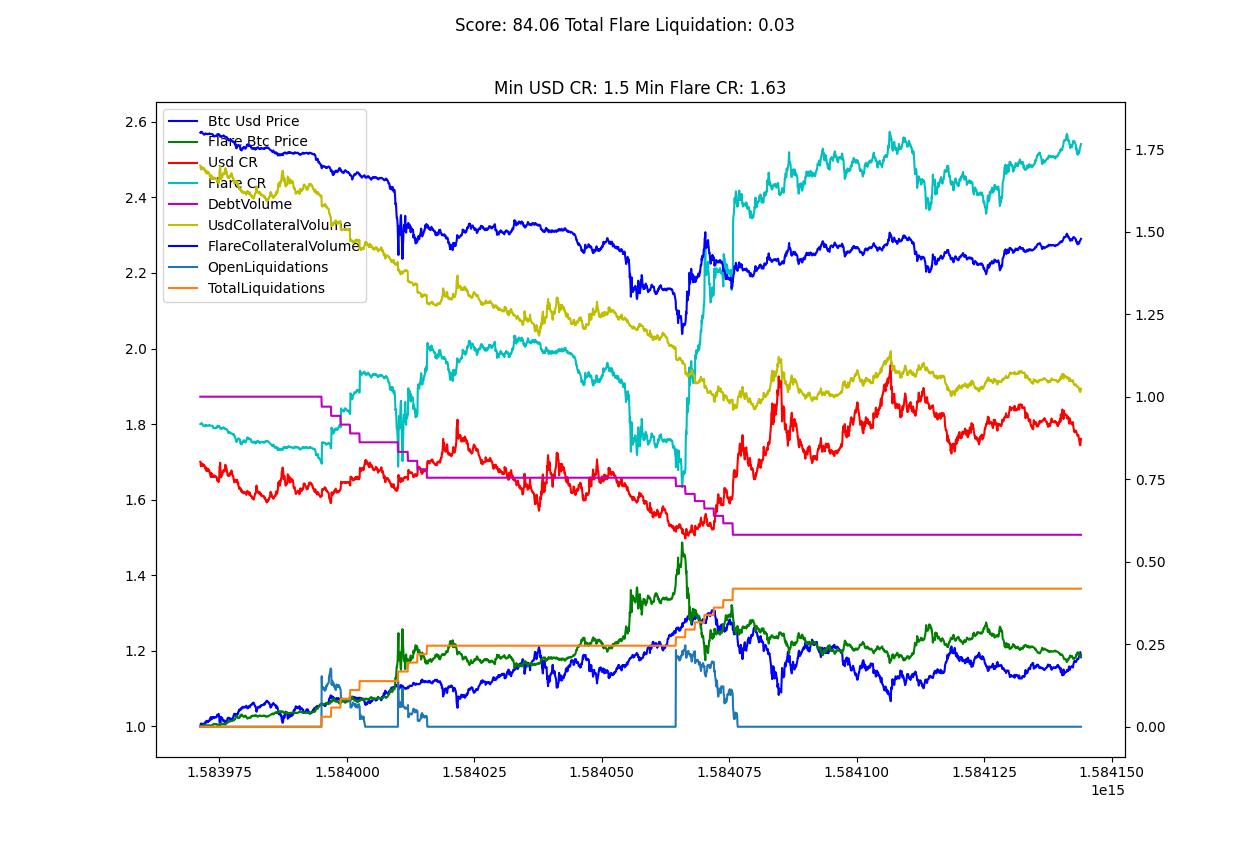 Score: 84.06 Total Flare Liquidation: 0.03
Min USD CR: 1.5 Min Flare CR: 1.63
Btc Usd Price
Flare Btc Price
Usd CR
Flare CR
DebtVolume
UsdCollateralVolume
FlareCollateralVolume
OpenLiquidations
TotalLiquidations
2.6
2.4
2.2
2.0
1.8
1.6
1.4
1.2
1.0
1.75
1.50
1.25
1.00
0.75
0.50
0.25
0.00
1.583975 1.584000 1.584025 1.584050 1.584075 1.584100 1.584125 1.584150
1e15